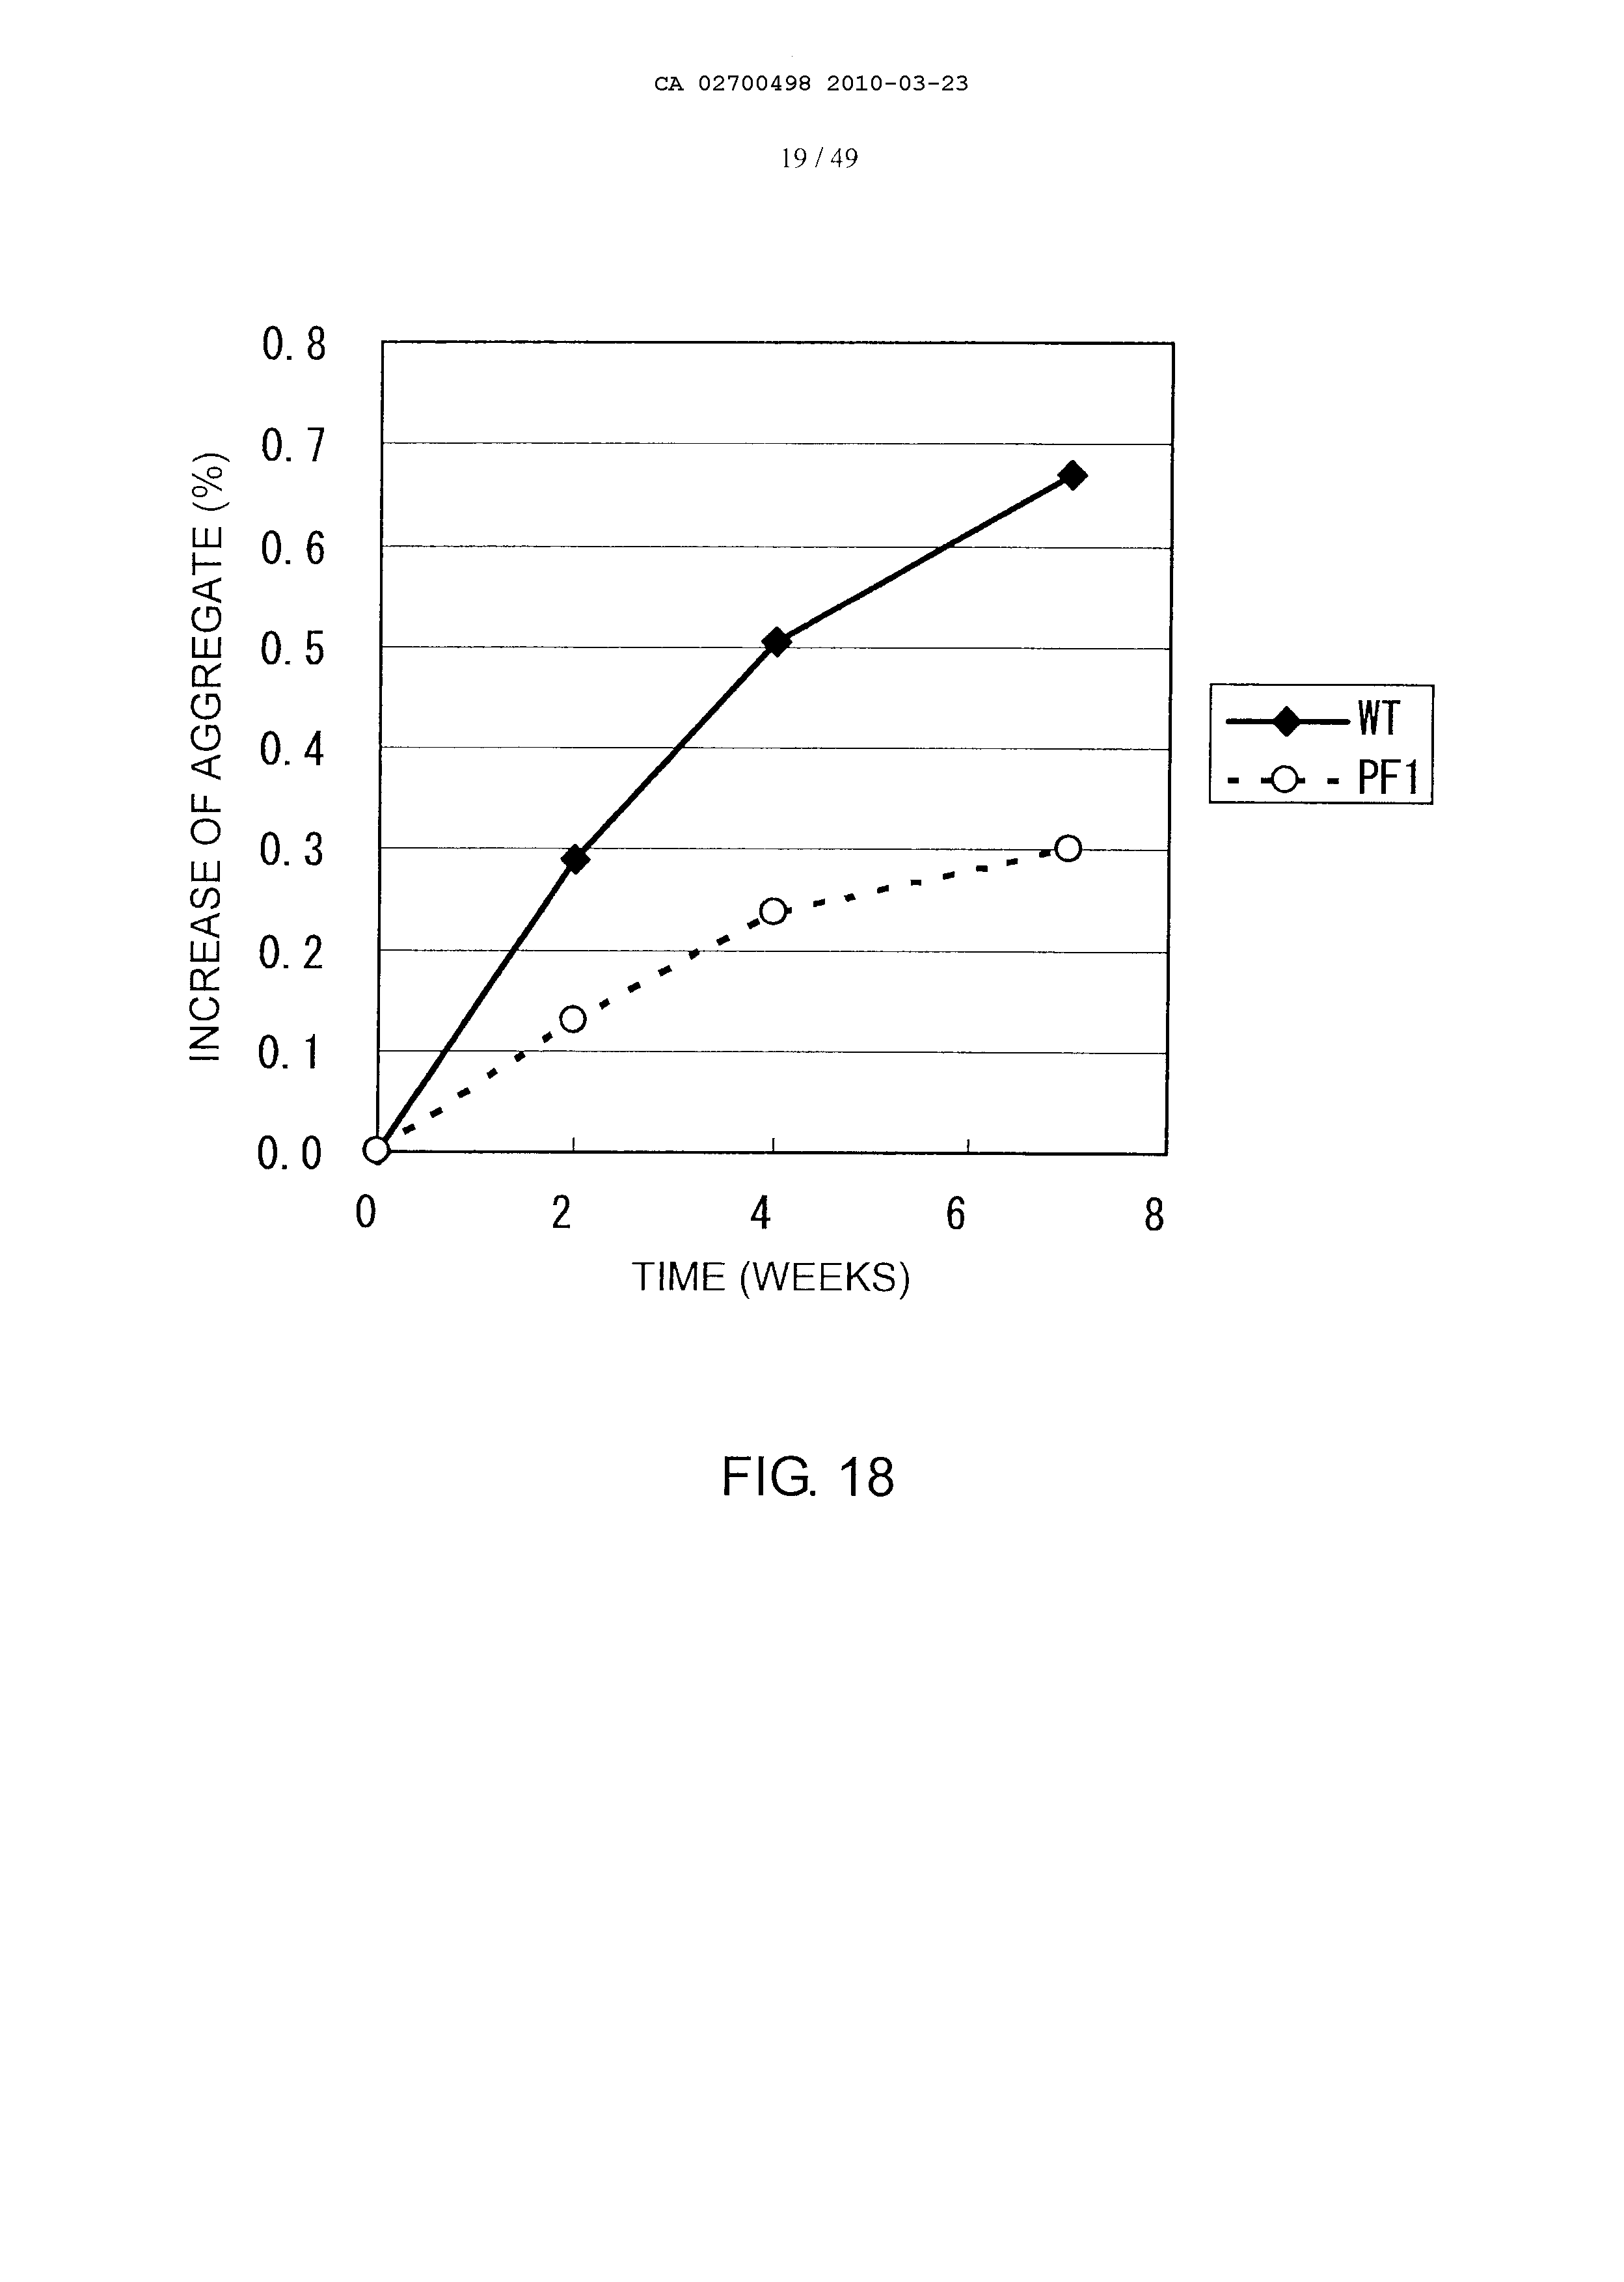 CA 02700498 2010-03-23
19 / 49
INCREASE OF AGGREGATE (%)
0.8
0.7
0.6
0.5
0.4
0.3
0.2
0.1
0.0
0 2 4 6 8
TIME (WEEKS)
WT
PF1
FIG. 18